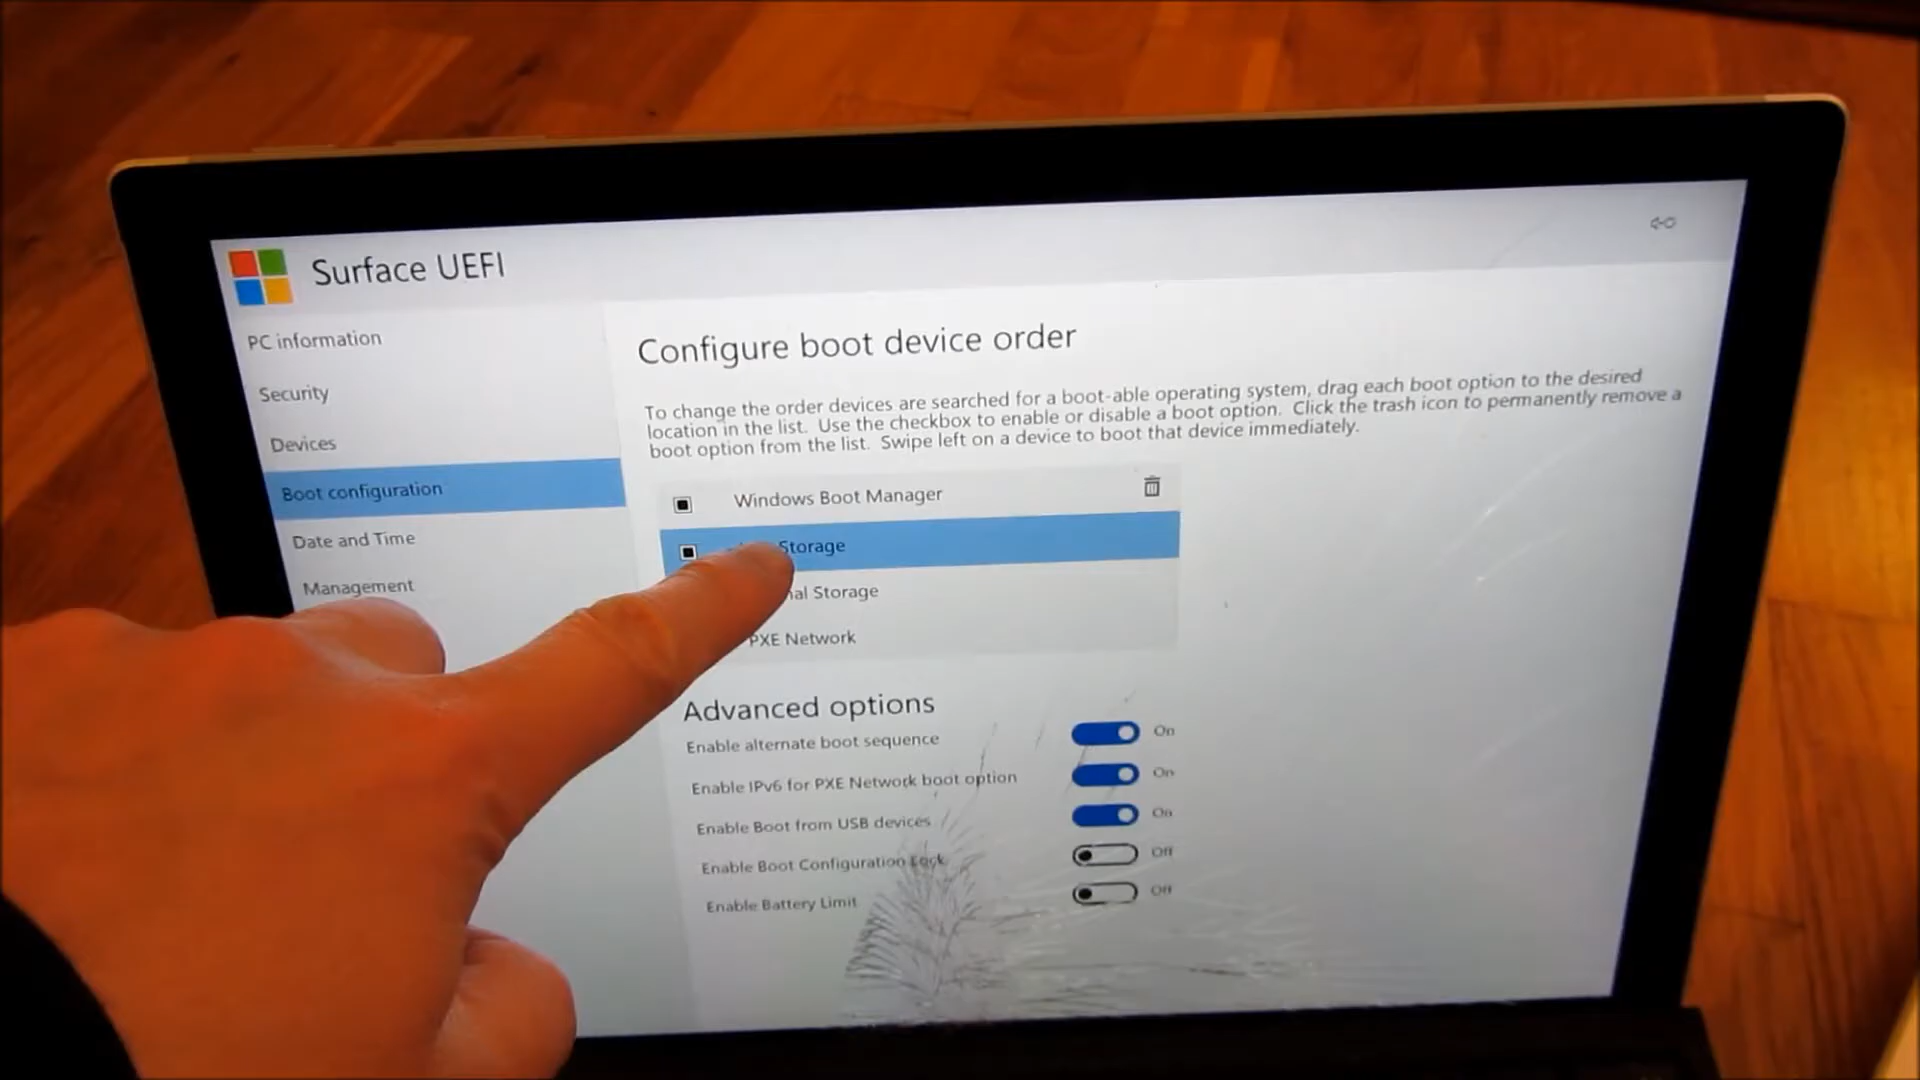 Surface UEFI
PC information
Security
Devices
Boot configuration
Date and Time
Management
Configure boot device order
To change the order devices are searched for a boot-able operating system, drag each boot option to the desired
location in the list. Use the checkbox to enable or disable a boot option. Click the trash icon to permanently remove a
boot option from the list. Swipe left on a device to boot that device immediately.
Windows Boot Manager
Storage
Storage
PXE Network
Advanced options
Enable alternate boot sequence On
Enable IPv6 for PXE Network boot option On
Enable Boot from USB devices On
Enable Boot Configuration Lock Off
Enable Battery Limit Off